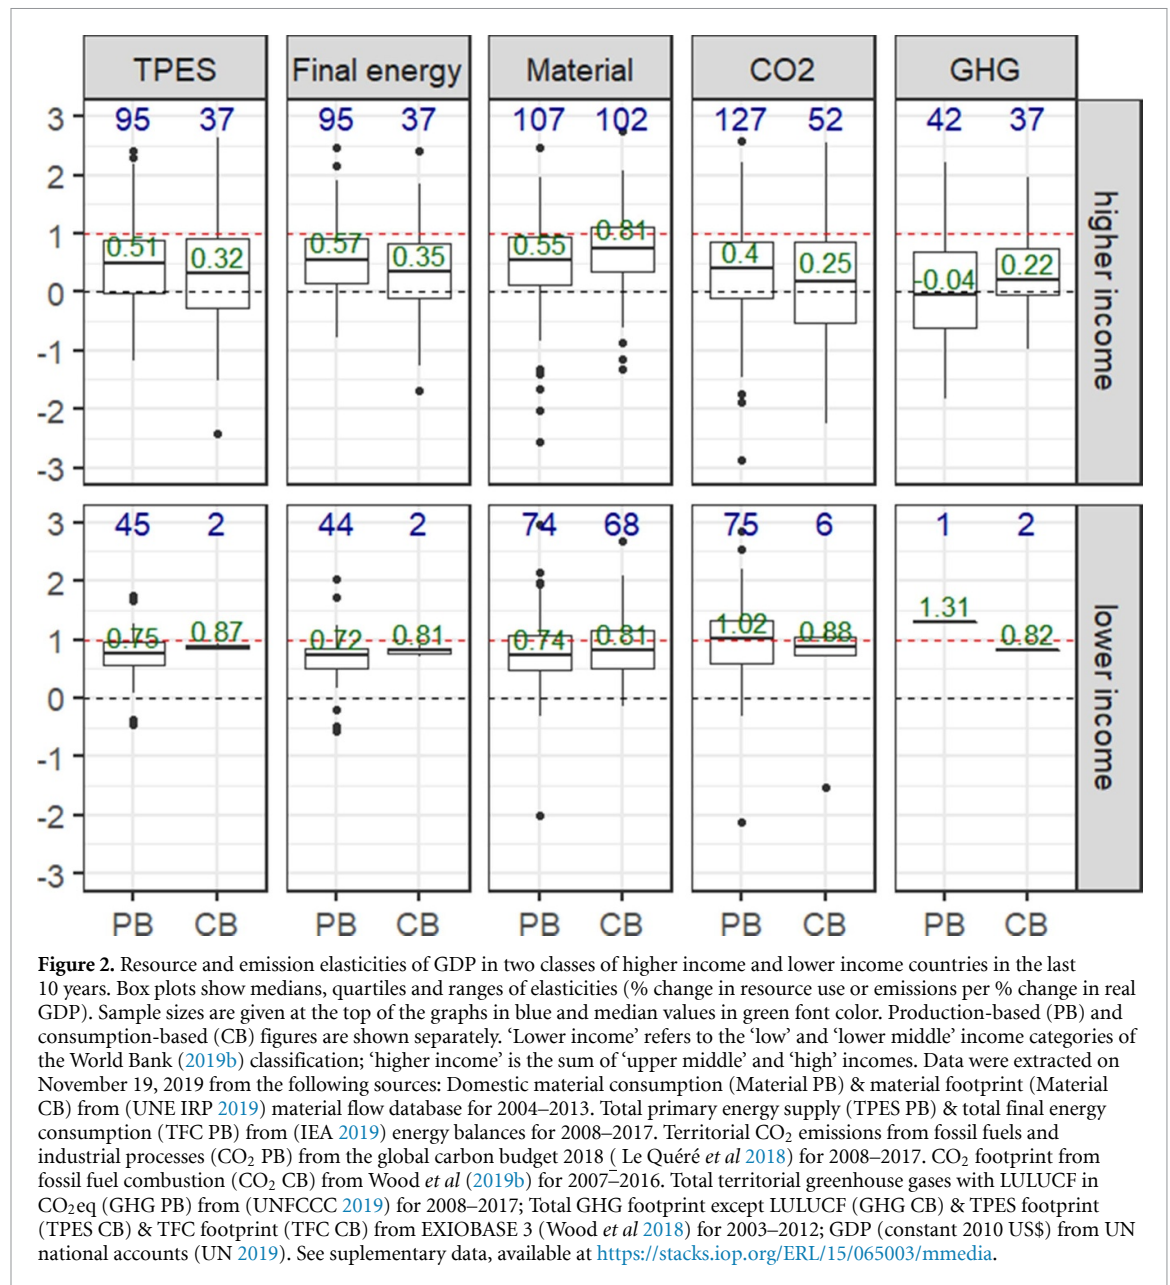 TPES Final energy Material CO2 GHG
3 95 37 95 37 107 102 127 52 42 37
2
1
0.51 0.32 0.57 0.35 0.55 0.81 0.4 0.25 -0.04 0.22
0
-1
-2
-3
higher income
3 45 2 44 2 74 68 75 6 1 2
2
1
0.75 0.87 0.72 0.81 0.74 0.81 1.02 0.88 1.31 0.82
0
-1
-2
-3
lower income
PB CB PB CB PB CB PB CB PB CB
Figure 2. Resource and emission elasticities of GDP in two classes of higher income and lower income countries in the last
10 years. Box plots show medians, quartiles and ranges of elasticities (% change in resource use or emissions per % change in real
GDP). Sample sizes are given at the top of the graphs in blue and median values in green font color. Production-based (PB) and
consumption-based (CB) figures are shown separately. ‘Lower income’ refers to the ‘low’ and ‘lower middle’ income categories of
the World Bank (2019b) classification; ‘higher income’ is the sum of ‘upper middle’ and ‘high’ incomes. Data were extracted on
November 19, 2019 from the following sources: Domestic material consumption (Material PB) & material footprint (Material
CB) from (UNE IRP 2019) material flow database for 2004–2013. Total primary energy supply (TPES PB) & total final energy
consumption (TFC PB) from (IEA 2019) energy balances for 2008–2017. Territorial CO₂ emissions from fossil fuels and
industrial processes (CO₂ PB) from the global carbon budget 2018 ( Le Quéré et al 2018) for 2008–2017. CO₂ footprint from
fossil fuel combustion (CO₂ CB) from Wood et al (2019b) for 2007–2016. Total territorial greenhouse gases with LULUCF in
CO₂eq (GHG PB) from (UNFCCC 2019) for 2008–2017; Total GHG footprint except LULUCF (GHG CB) & TPES footprint
(TPES CB) & TFC footprint (TFC CB) from EXIOBASE 3 (Wood et al 2018) for 2003–2012; GDP (constant 2010 US$) from UN
national accounts (UN 2019). See suplementary data, available at https://stacks.iop.org/ERL/15/065003/mmedia.